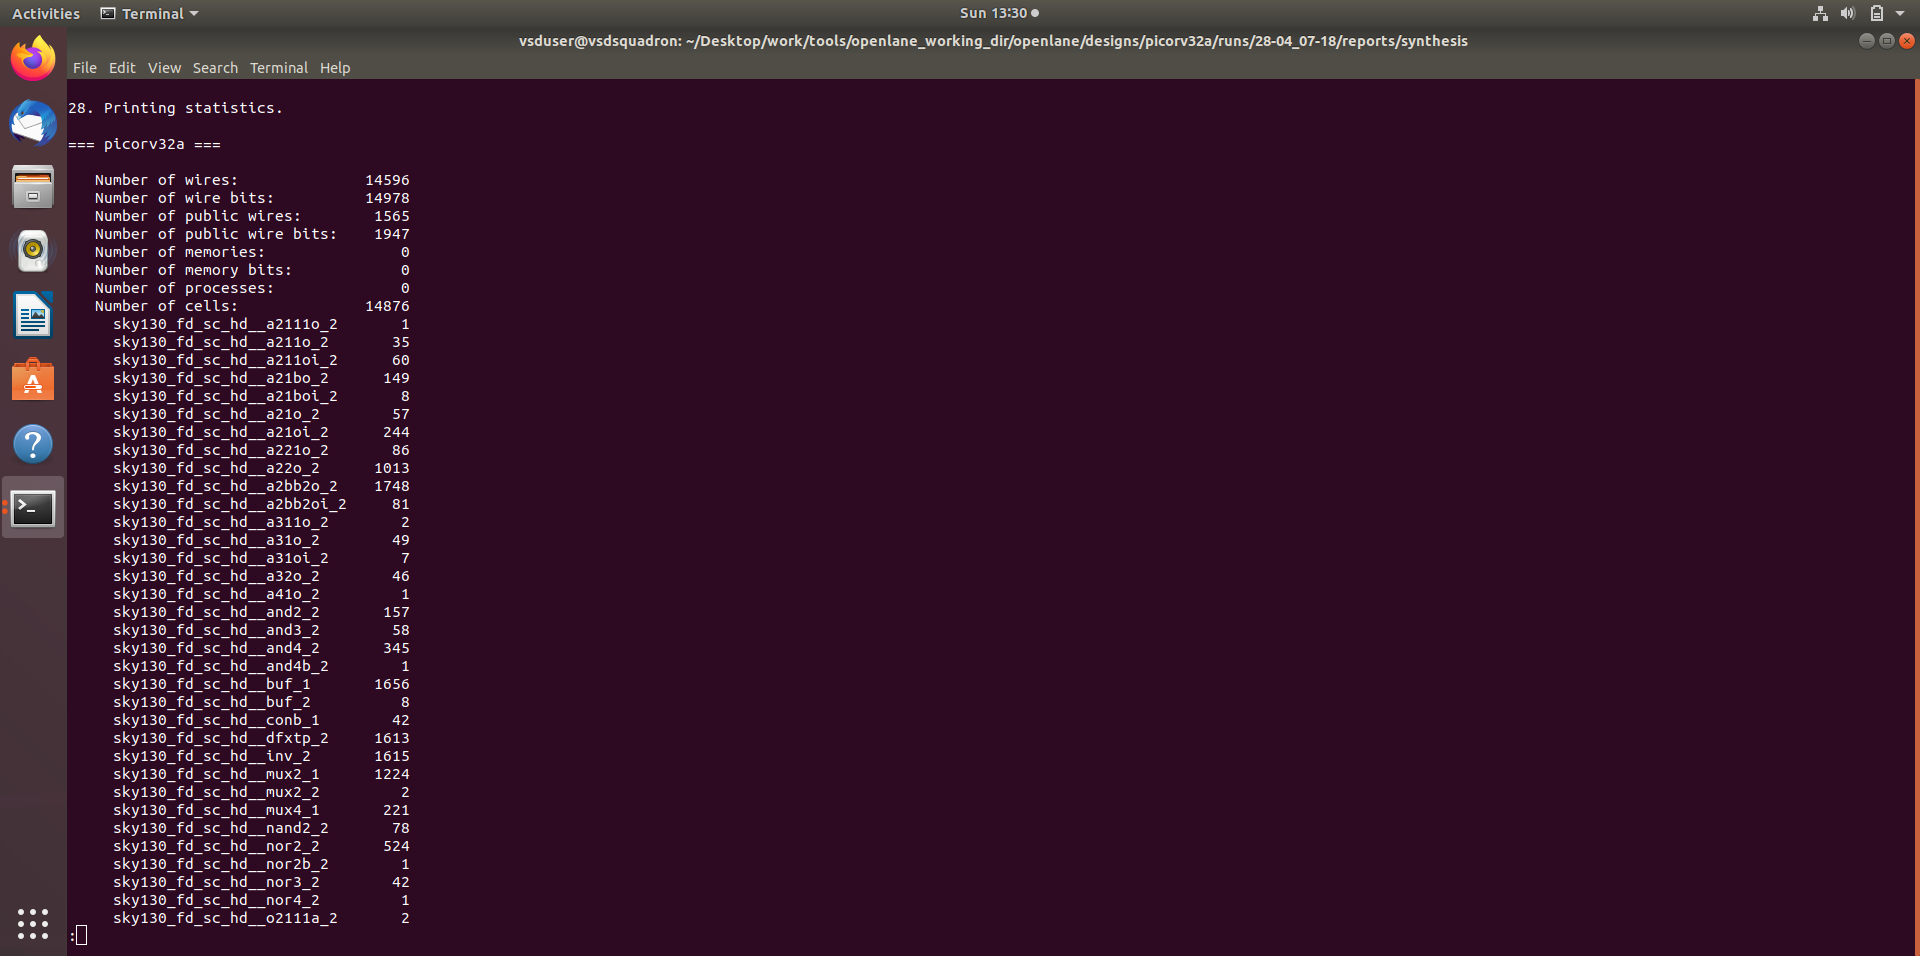 Activities Terminal Sun 13:30
vsduser@vsdsquadron: ~/Desktop/work/tools/openlane_working_dir/openlane/designs/picorv32a/runs/28-04_07-18/reports/synthesis
File Edit View Search Terminal Help
28. Printing statistics.
=== picorv32a ===
Number of wires: 14596
Number of wire bits: 14978
Number of public wires: 1565
Number of public wire bits: 1947
Number of memories: 0
Number of memory bits: 0
Number of processes: 0
Number of cells: 14876
sky130_fd_sc_hd__a2111o_2 1
sky130_fd_sc_hd__a211o_2 35
sky130_fd_sc_hd__a211oi_2 60
sky130_fd_sc_hd__a21bo_2 149
sky130_fd_sc_hd__a21boi_2 8
sky130_fd_sc_hd__a21o_2 57
sky130_fd_sc_hd__a21oi_2 244
sky130_fd_sc_hd__a221o_2 86
sky130_fd_sc_hd__a22o_2 1013
sky130_fd_sc_hd__a2bb2o_2 1748
sky130_fd_sc_hd__a2bb2oi_2 81
sky130_fd_sc_hd__a311o_2 2
sky130_fd_sc_hd__a31o_2 49
sky130_fd_sc_hd__a31oi_2 7
sky130_fd_sc_hd__a32o_2 46
sky130_fd_sc_hd__a41o_2 1
sky130_fd_sc_hd__and2_2 157
sky130_fd_sc_hd__and3_2 58
sky130_fd_sc_hd__and4_2 345
sky130_fd_sc_hd__and4b_2 1
sky130_fd_sc_hd__buf_1 1656
sky130_fd_sc_hd__buf_2 8
sky130_fd_sc_hd__conb_1 42
sky130_fd_sc_hd__dfxtp_2 1613
sky130_fd_sc_hd__inv_2 1615
sky130_fd_sc_hd__mux2_1 1224
sky130_fd_sc_hd__mux2_2 2
sky130_fd_sc_hd__mux4_1 221
sky130_fd_sc_hd__nand2_2 78
sky130_fd_sc_hd__nor2_2 524
sky130_fd_sc_hd__nor2b_2 1
sky130_fd_sc_hd__nor3_2 42
sky130_fd_sc_hd__nor4_2 1
sky130_fd_sc_hd__o2111a_2 2
: